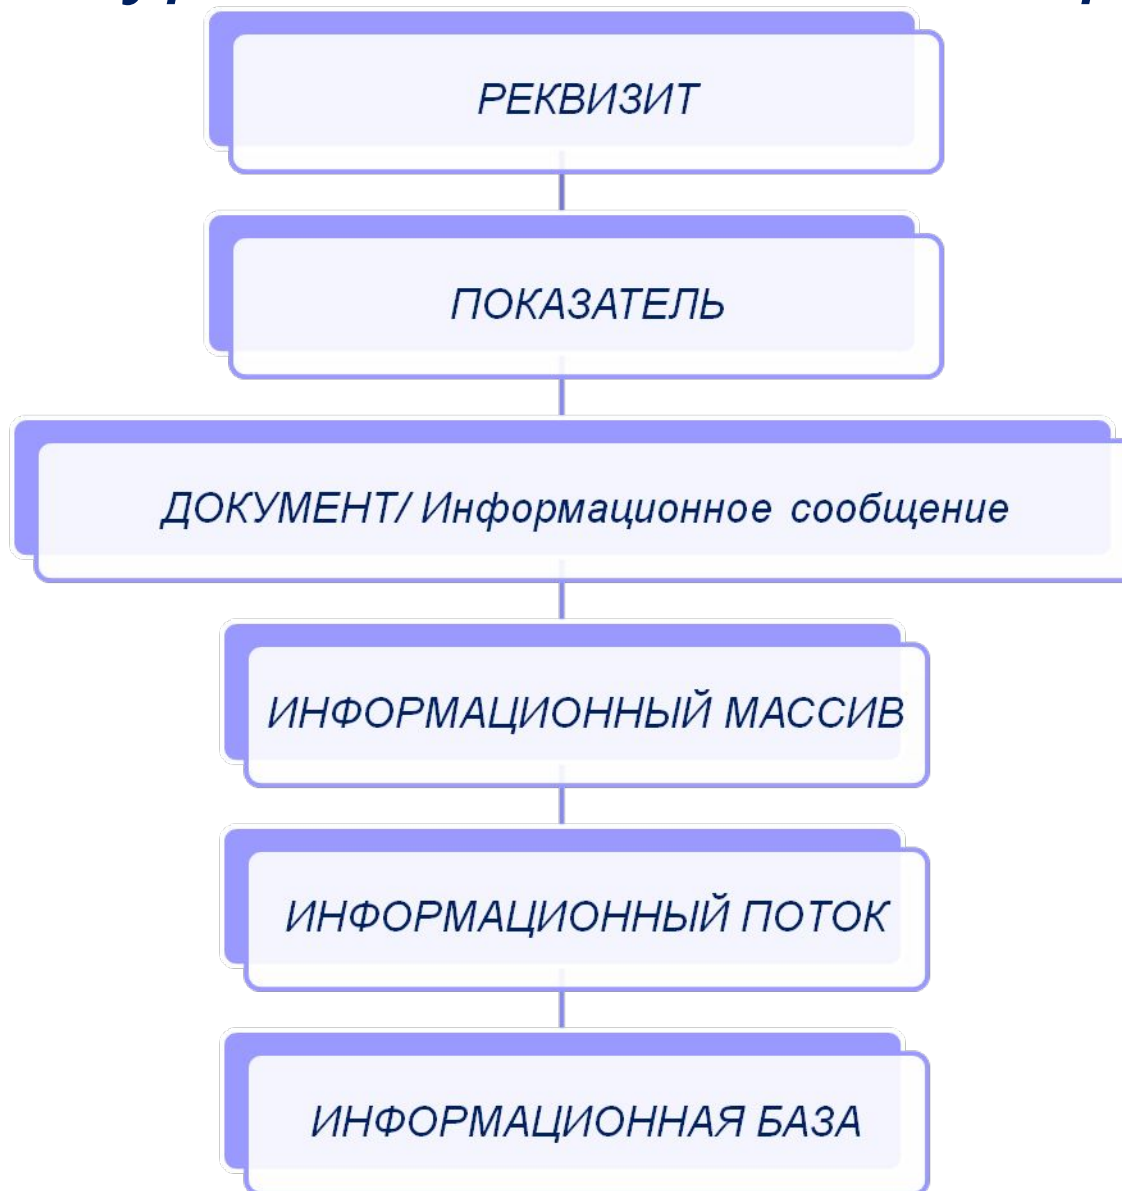 РЕКВИЗИТ
ПОКАЗАТЕЛЬ
ДОКУМЕНТ/ Информационное сообщение
ИНФОРМАЦИОННЫЙ МАССИВ
ИНФОРМАЦИОННЫЙ ПОТОК
ИНФОРМАЦИОННАЯ БАЗА